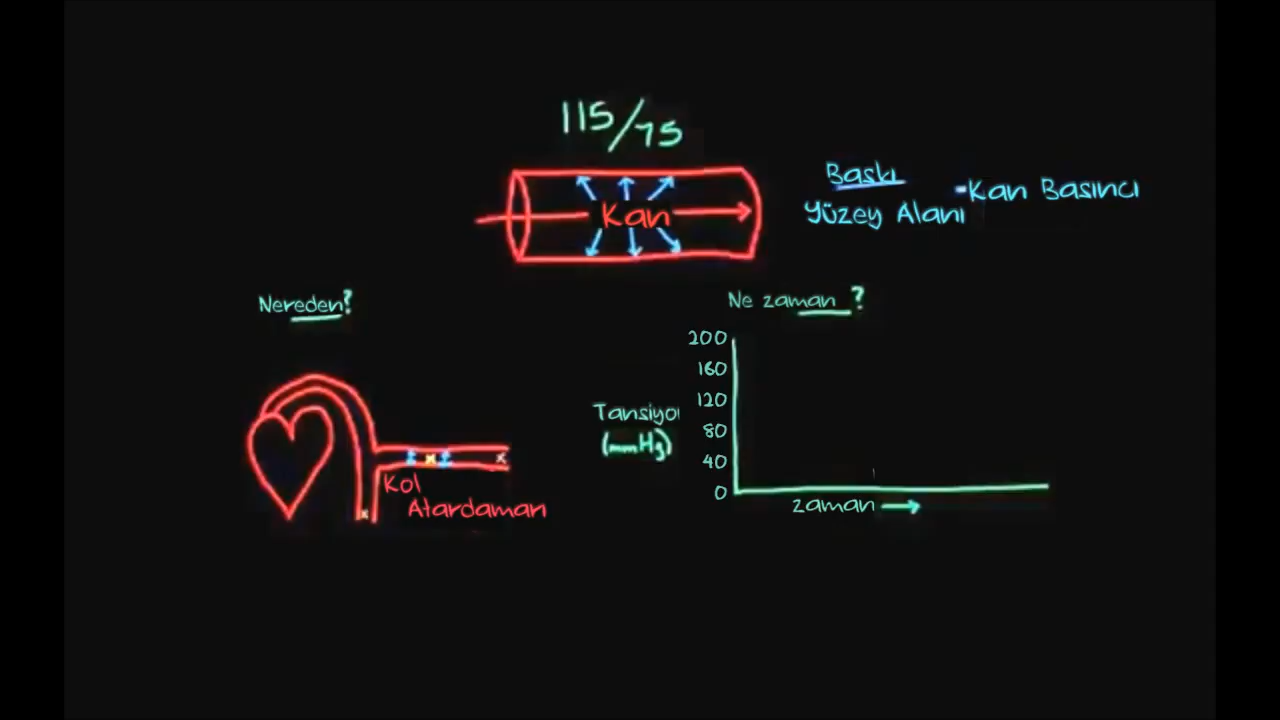 115/75
Kan
Baskı
Yüzey Alanı
=Kan Basıncı
Nereden?
Kol
Atardaman
Ne zaman ?
Tansiyo
(mmHg)
200
160
120
80
40
0
zaman